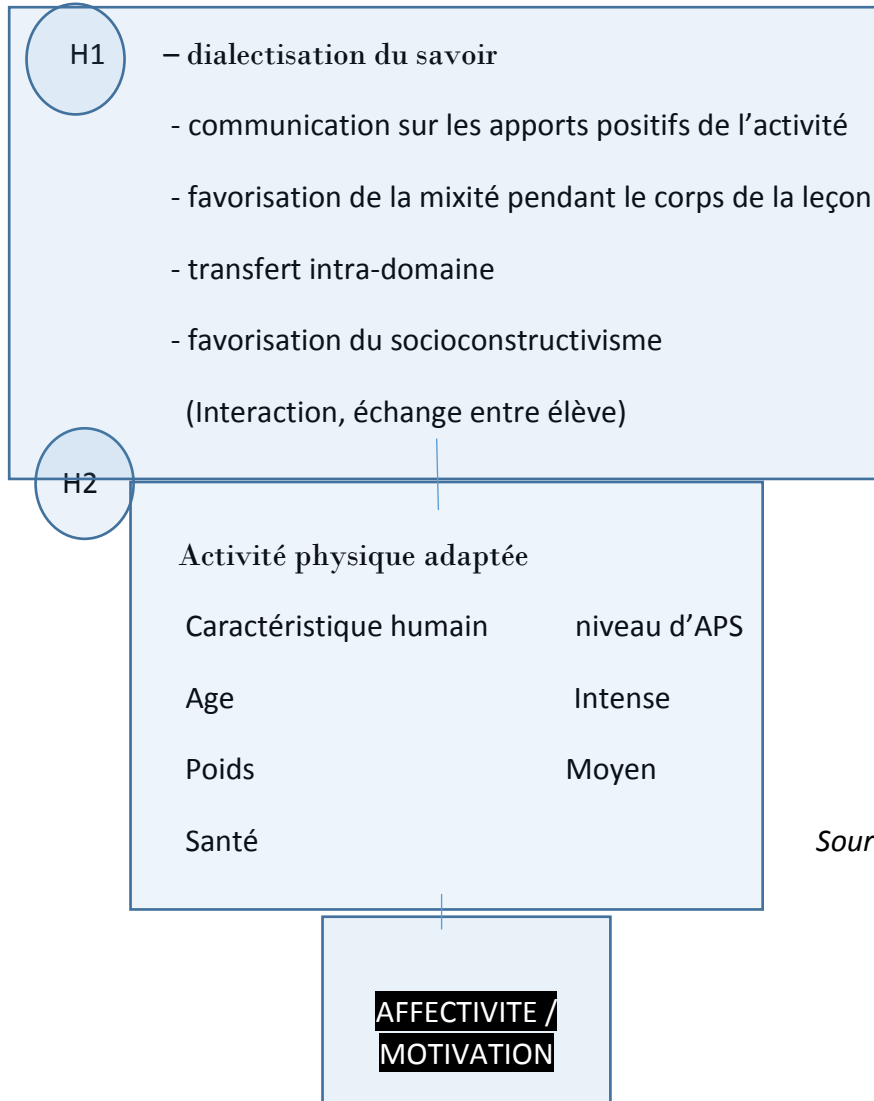 H1 – dialectisation du savoir
- communication sur les apports positifs de l’activité
- favorisation de la mixité pendant le corps de la leçon
- transfert intra-domaine
- favorisation du socioconstructivisme
(Interaction, échange entre élève)
H2
Activité physique adaptée
Caractéristique humain niveau d’APS
Age Intense
Poids Moyen
Santé
AFFECTIVITE /
MOTIVATION